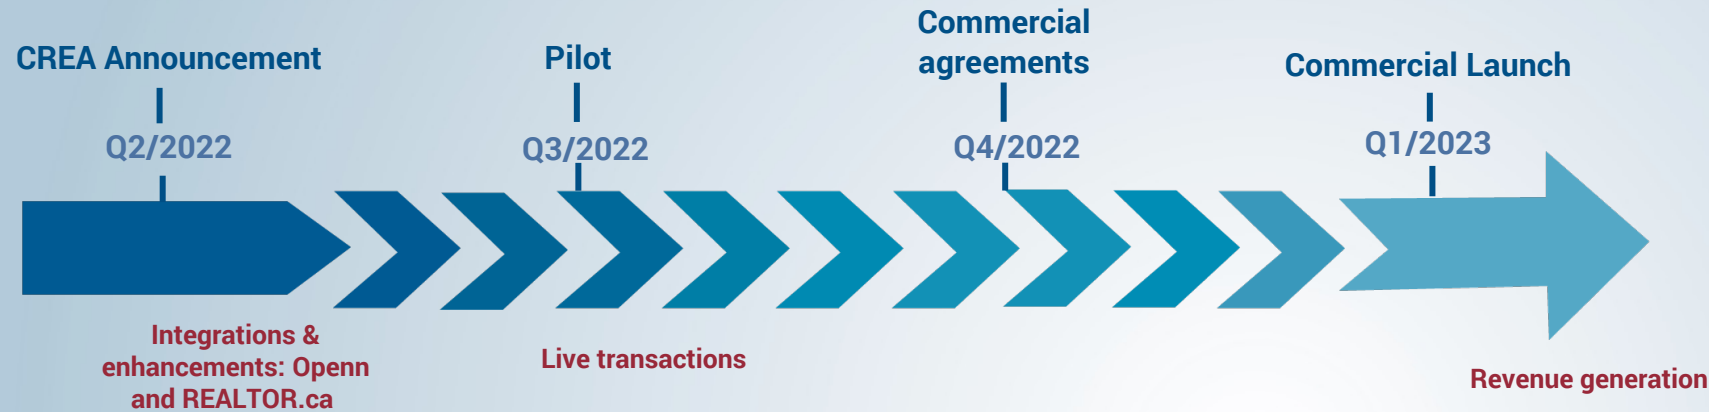 CREA Announcement
Pilot
Commercial
agreements
Commercial Launch
Q2/2022
Q3/2022
Q4/2022
Q1/2023
Integrations &
enhancements: Openn
and REALTOR.ca
Live transactions
Revenue generation